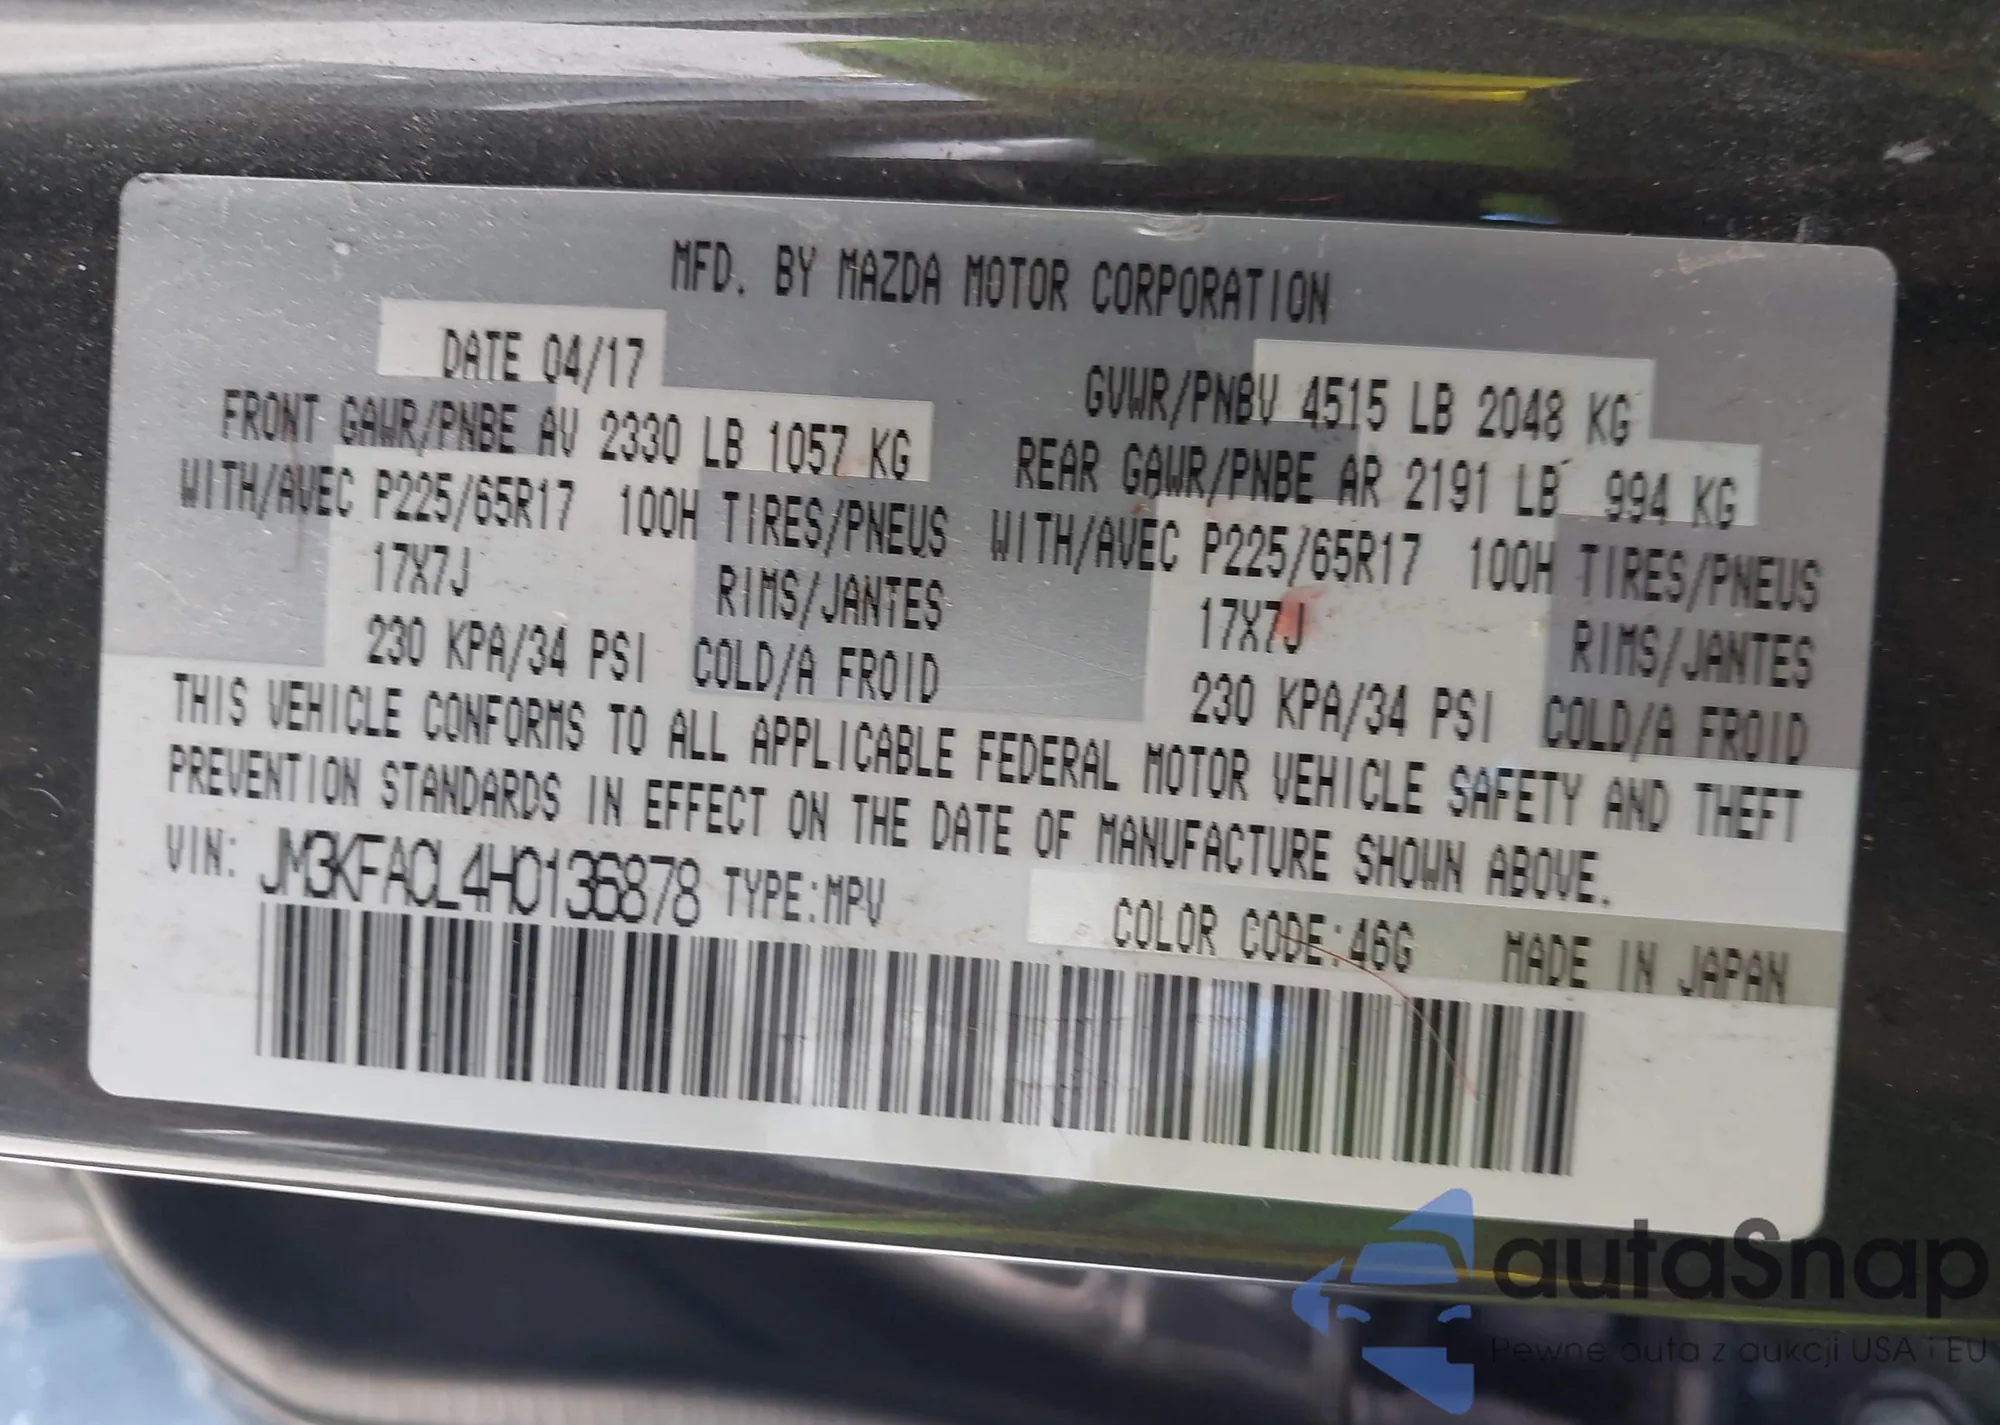 MFD. BY MAZDA MOTOR CORPORATION
DATE 04/17
GVWR/PNBV 4515 LB 2048 KG
FRONT GAWR/PNBE AV 2330 LB 1057 KG
REAR GAWR/PNBE AR 2191 LB 994 KG
WITH/AVEC P225/65R17 100H TIRES/PNEUS
WITH/AVEC P225/65R17 100H TIRES/PNEUS
17X7J RIMS/JANTES
17X7J RIMS/JANTES
230 KPA/34 PSI COLD/A FROID
230 KPA/34 PSI COLD/A FROID
THIS VEHICLE CONFORMS TO ALL APPLICABLE FEDERAL MOTOR VEHICLE SAFETY AND THEFT
PREVENTION STANDARDS IN EFFECT ON THE DATE OF MANUFACTURE SHOWN ABOVE.
VIN: JM3KFACL4H0136878 TYPE:MPV
COLOR CODE:46G MADE IN JAPAN
autaSnap
Pewne auta z aukcji USA i EU